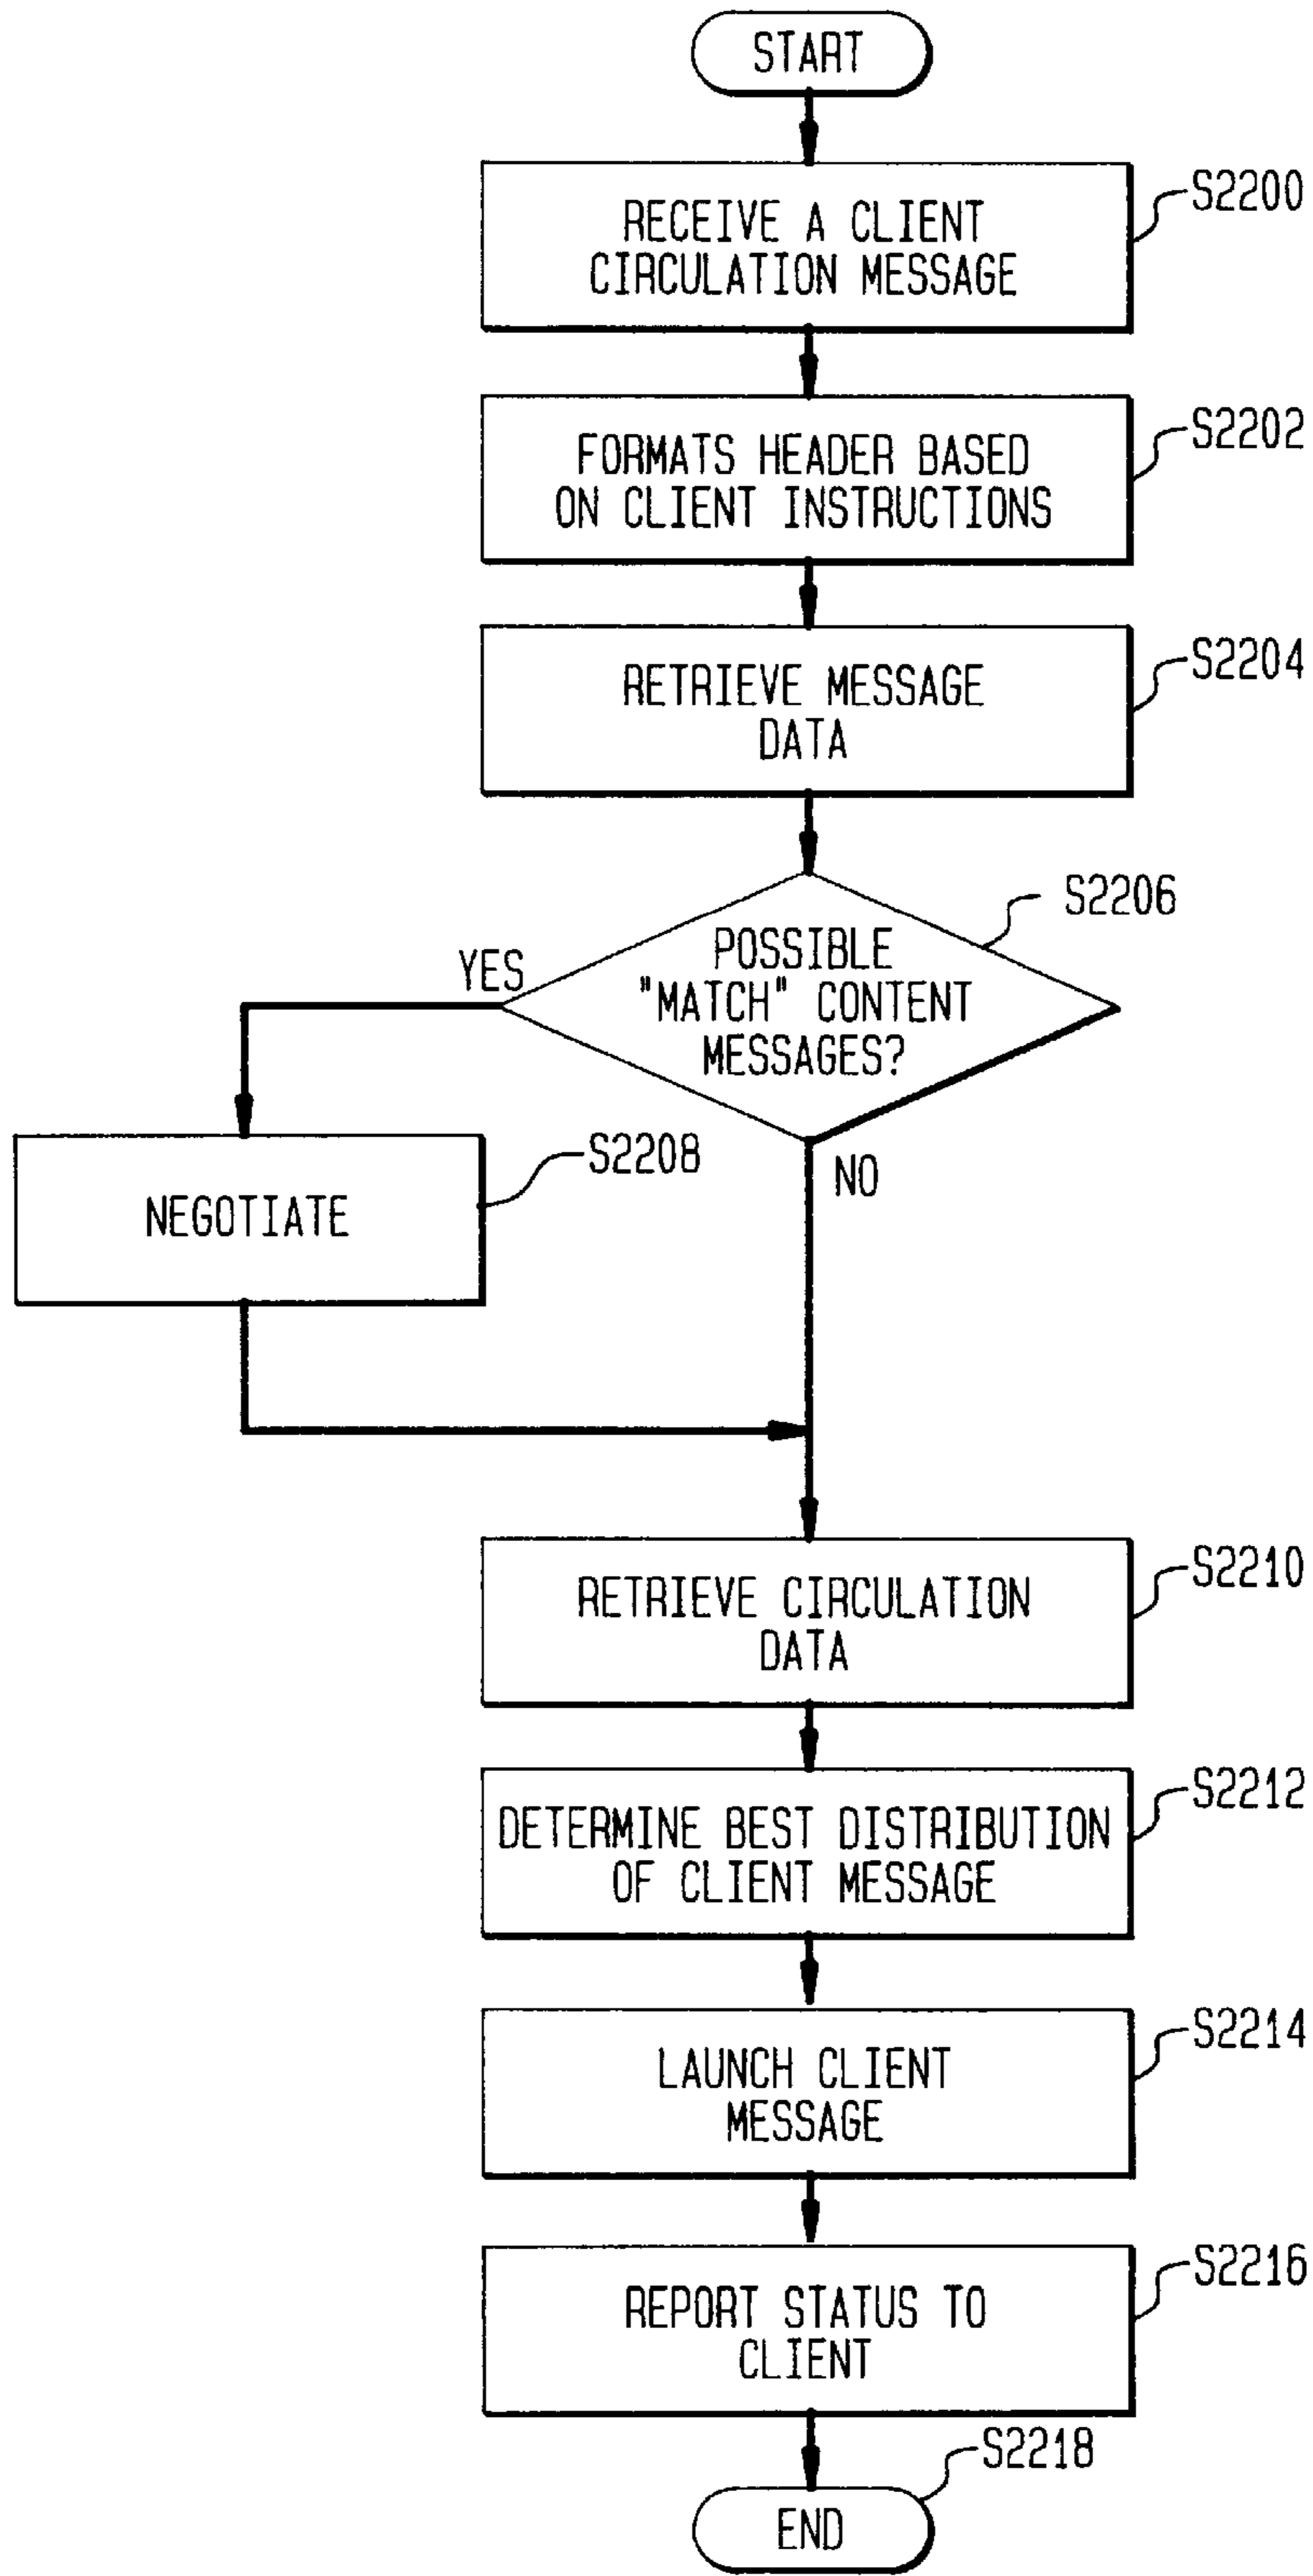 START
RECEIVE A CLIENT
CIRCULATION MESSAGE
S2200
FORMATS HEADER BASED
ON CLIENT INSTRUCTIONS
S2202
RETRIEVE MESSAGE
DATA
S2204
POSSIBLE
"MATCH" CONTENT
MESSAGES?
S2206
YES
NO
NEGOTIATE
S2208
RETRIEVE CIRCULATION
DATA
S2210
DETERMINE BEST DISTRIBUTION
OF CLIENT MESSAGE
S2212
LAUNCH CLIENT
MESSAGE
S2214
REPORT STATUS TO
CLIENT
S2216
END
S2218